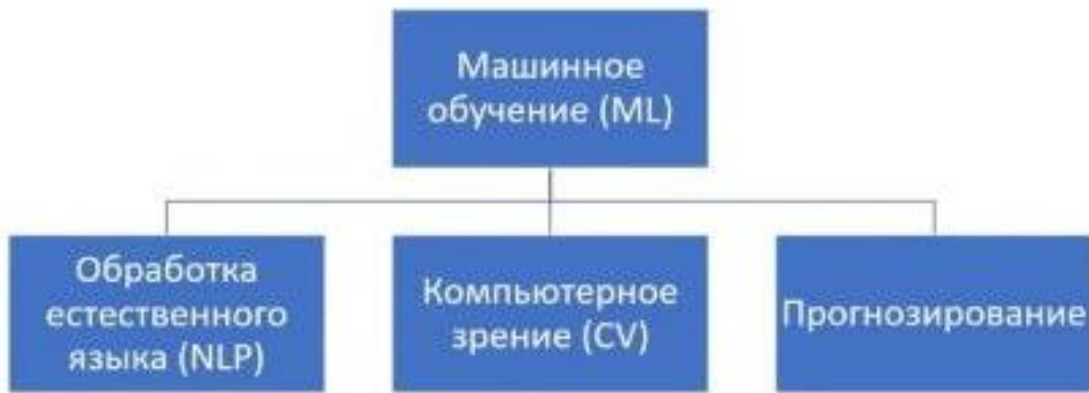 Машинное
обучение (ML)
Обработка
естественного
языка (NLP)
Компьютерное
зрение (CV)
Прогнозирование